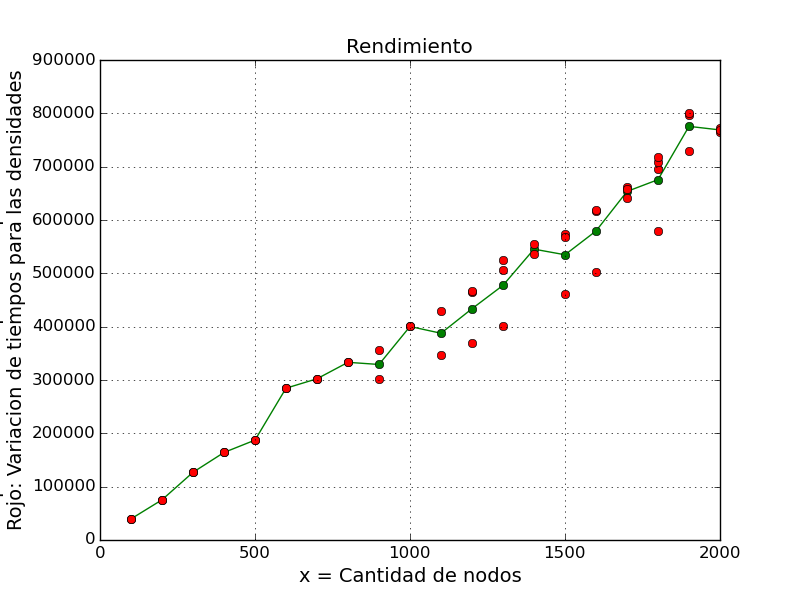 Rendimiento
900000
800000
700000
600000
500000
400000
300000
200000
100000
0
Rojo: Variacion de tiempos para las densidades
0 500 1000 1500 2000
x = Cantidad de nodos